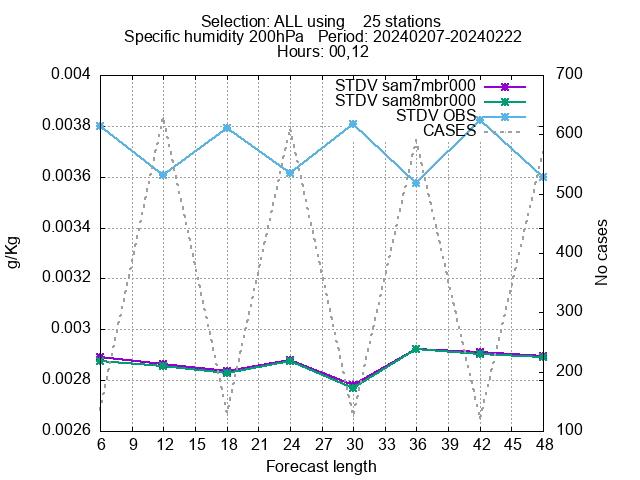 Selection: ALL using    25 stations
Specific humidity 200hPa   Period: 20240207-20240222
Hours: 00,12
STDV sam7mbr000
STDV sam8mbr000
STDV OBS
CASES
0.004
0.0038
0.0036
0.0034
0.0032
0.003
0.0028
0.0026
g/Kg
700
600
500
400
300
200
100
No cases
6 9 12 15 18 21 24 27 30 33 36 39 42 45 48
Forecast length